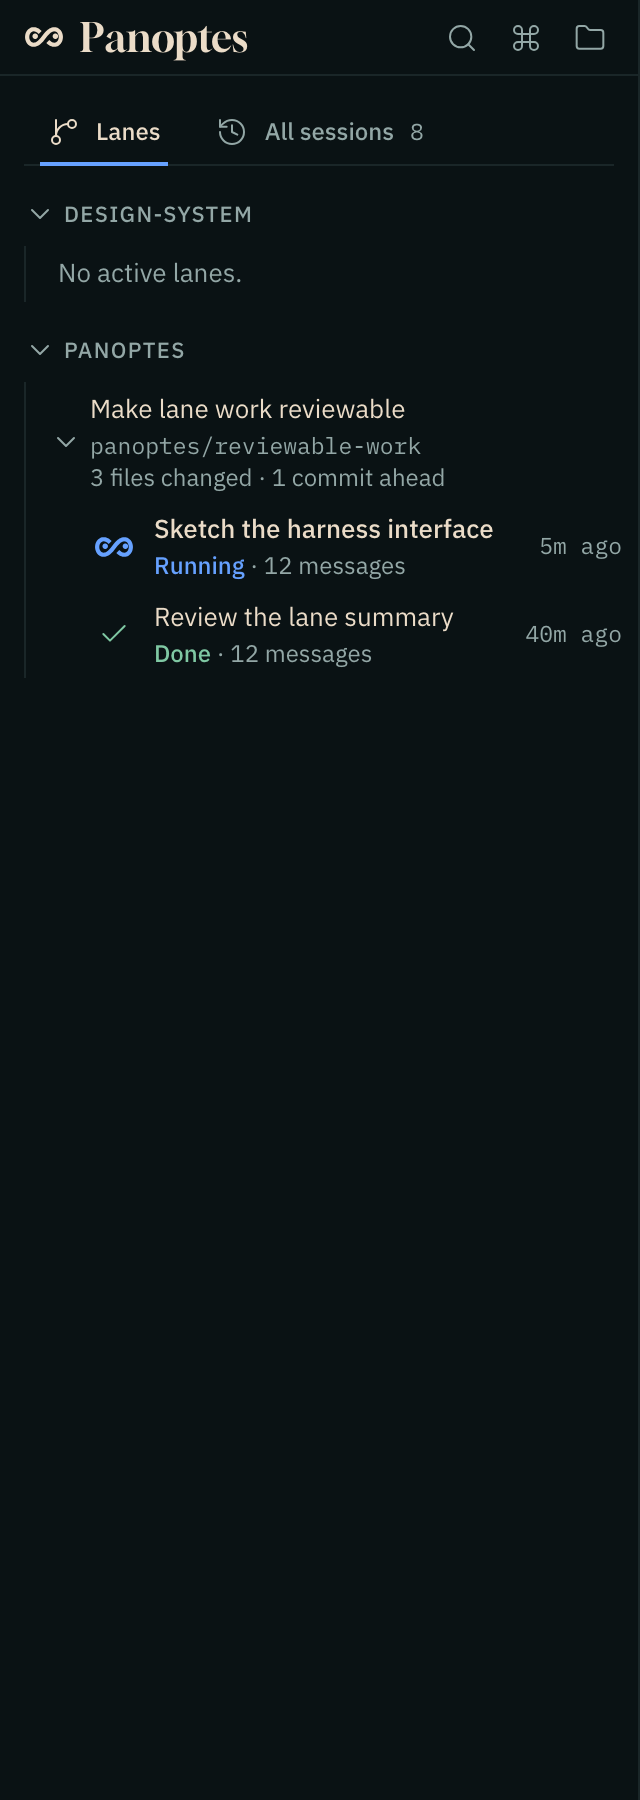 Panoptes
Lanes
All sessions 8
DESIGN-SYSTEM
No active lanes.
PANOPTES
Make lane work reviewable
panoptes/reviewable-work
3 files changed · 1 commit ahead
Sketch the harness interface
5m ago
Running · 12 messages
Review the lane summary
40m ago
Done · 12 messages